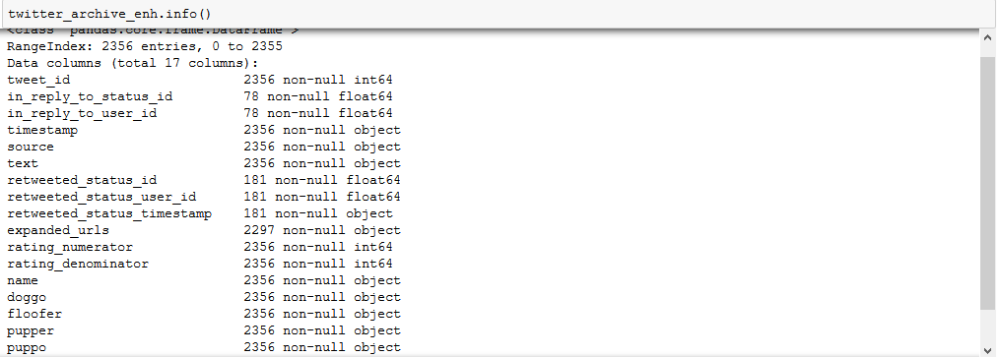 twitter_archive_enh.info()
<class 'pandas.core.frame.DataFrame'>
RangeIndex: 2356 entries, 0 to 2355
Data columns (total 17 columns):
tweet_id 2356 non-null int64
in_reply_to_status_id 78 non-null float64
in_reply_to_user_id 78 non-null float64
timestamp 2356 non-null object
source 2356 non-null object
text 2356 non-null object
retweeted_status_id 181 non-null float64
retweeted_status_user_id 181 non-null float64
retweeted_status_timestamp 181 non-null object
expanded_urls 2297 non-null object
rating_numerator 2356 non-null int64
rating_denominator 2356 non-null int64
name 2356 non-null object
doggo 2356 non-null object
floofer 2356 non-null object
pupper 2356 non-null object
puppo 2356 non-null object